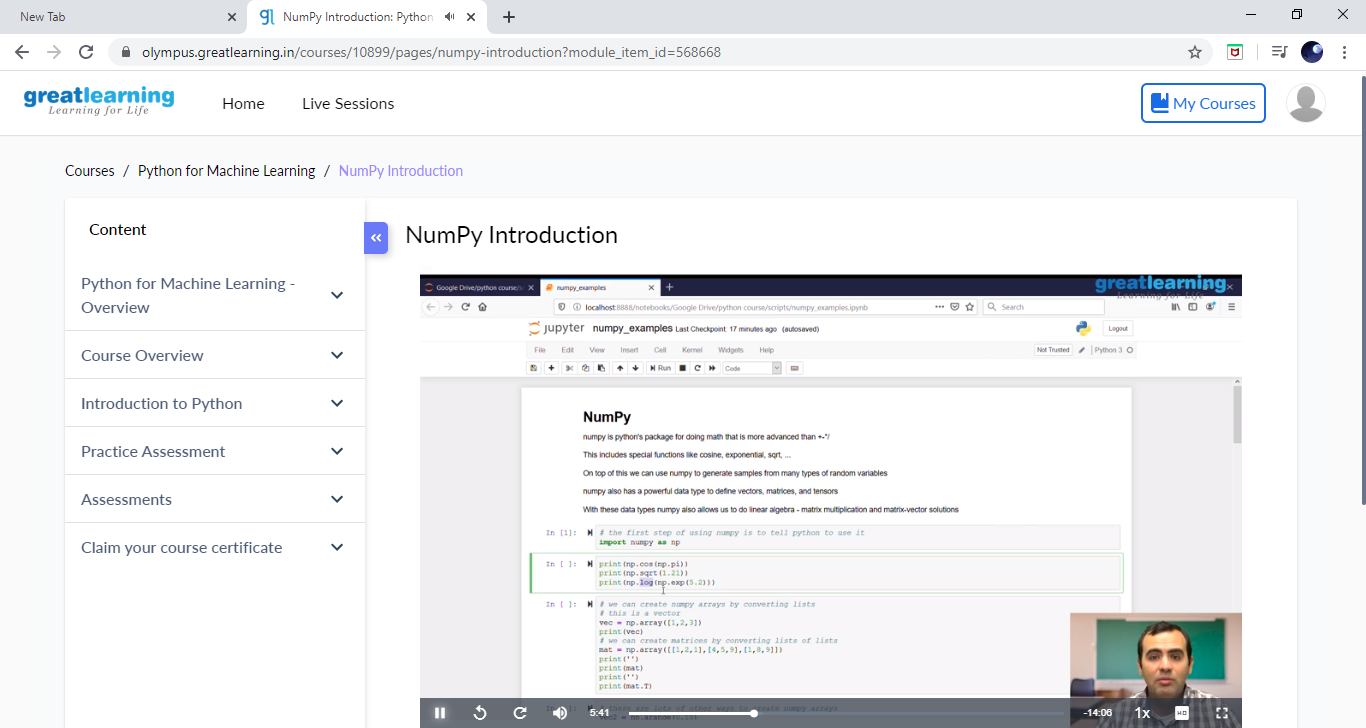 New Tab
NumPy Introduction: Python
olympus.greatlearning.in/courses/10899/pages/numpy-introduction?module_item_id=568668
greatlearning
Learning for Life
Home
Live Sessions
My Courses
Courses / Python for Machine Learning / NumPy Introduction
Content
Python for Machine Learning -
Overview
Course Overview
Introduction to Python
Practice Assessment
Assessments
Claim your course certificate
NumPy Introduction
Google Drive/python course/s
numpy_examples
greatlearning
Learning for Life
localhost:8888/notebooks/Google Drive/python course/scripts/numpy_examples.ipynb
Search
jupyter numpy_examples Last Checkpoint: 17 minutes ago (autosaved)
Logout
File Edit View Insert Cell Kernel Widgets Help
Not Trusted
Python 3
Run
Code
NumPy
numpy is python's package for doing math that is more advanced than +-*/
This includes special functions like cosine, exponential, sqrt, ...
On top of this we can use numpy to generate samples from many types of random variables
numpy also has a powerful data type to define vectors, matrices, and tensors
With these data types numpy also allows us to do linear algebra - matrix multiplication and matrix-vector solutions
In [1]: # the first step of using numpy is to tell python to use it
import numpy as np
In [ ]: print(np.cos(np.pi))
print(np.sqrt(1.21))
print(np.log(np.exp(5.2)))
In [ ]: # we can create numpy arrays by converting lists
# this is a vector
vec = np.array([1,2,3])
print(vec)
# we can create matrices by converting lists of lists
mat = np.array([[1,2,1],[4,5,9],[1,8,9]])
print('')
print(mat)
print('')
print(mat.T)
In [ ]: # there are lots of other ways to create numpy arrays
5:41
-14:06
1x
HD